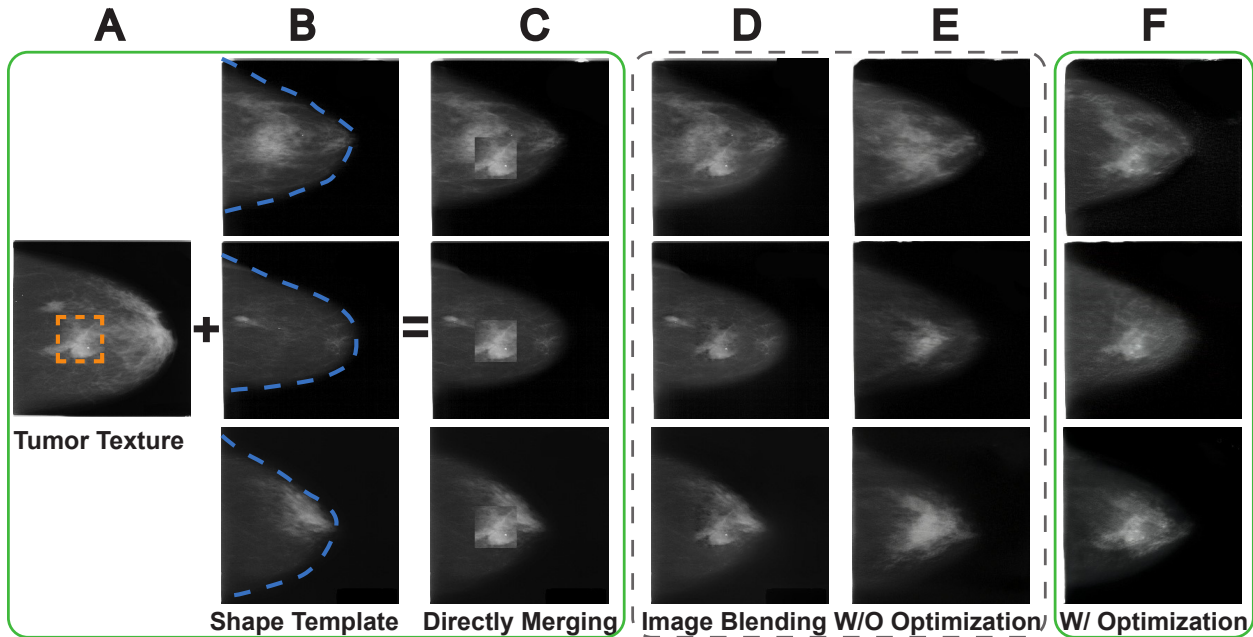 A B C D E F
+ =
Tumor Texture
Shape Template Directly Merging Image Blending W/O Optimization W/ Optimization